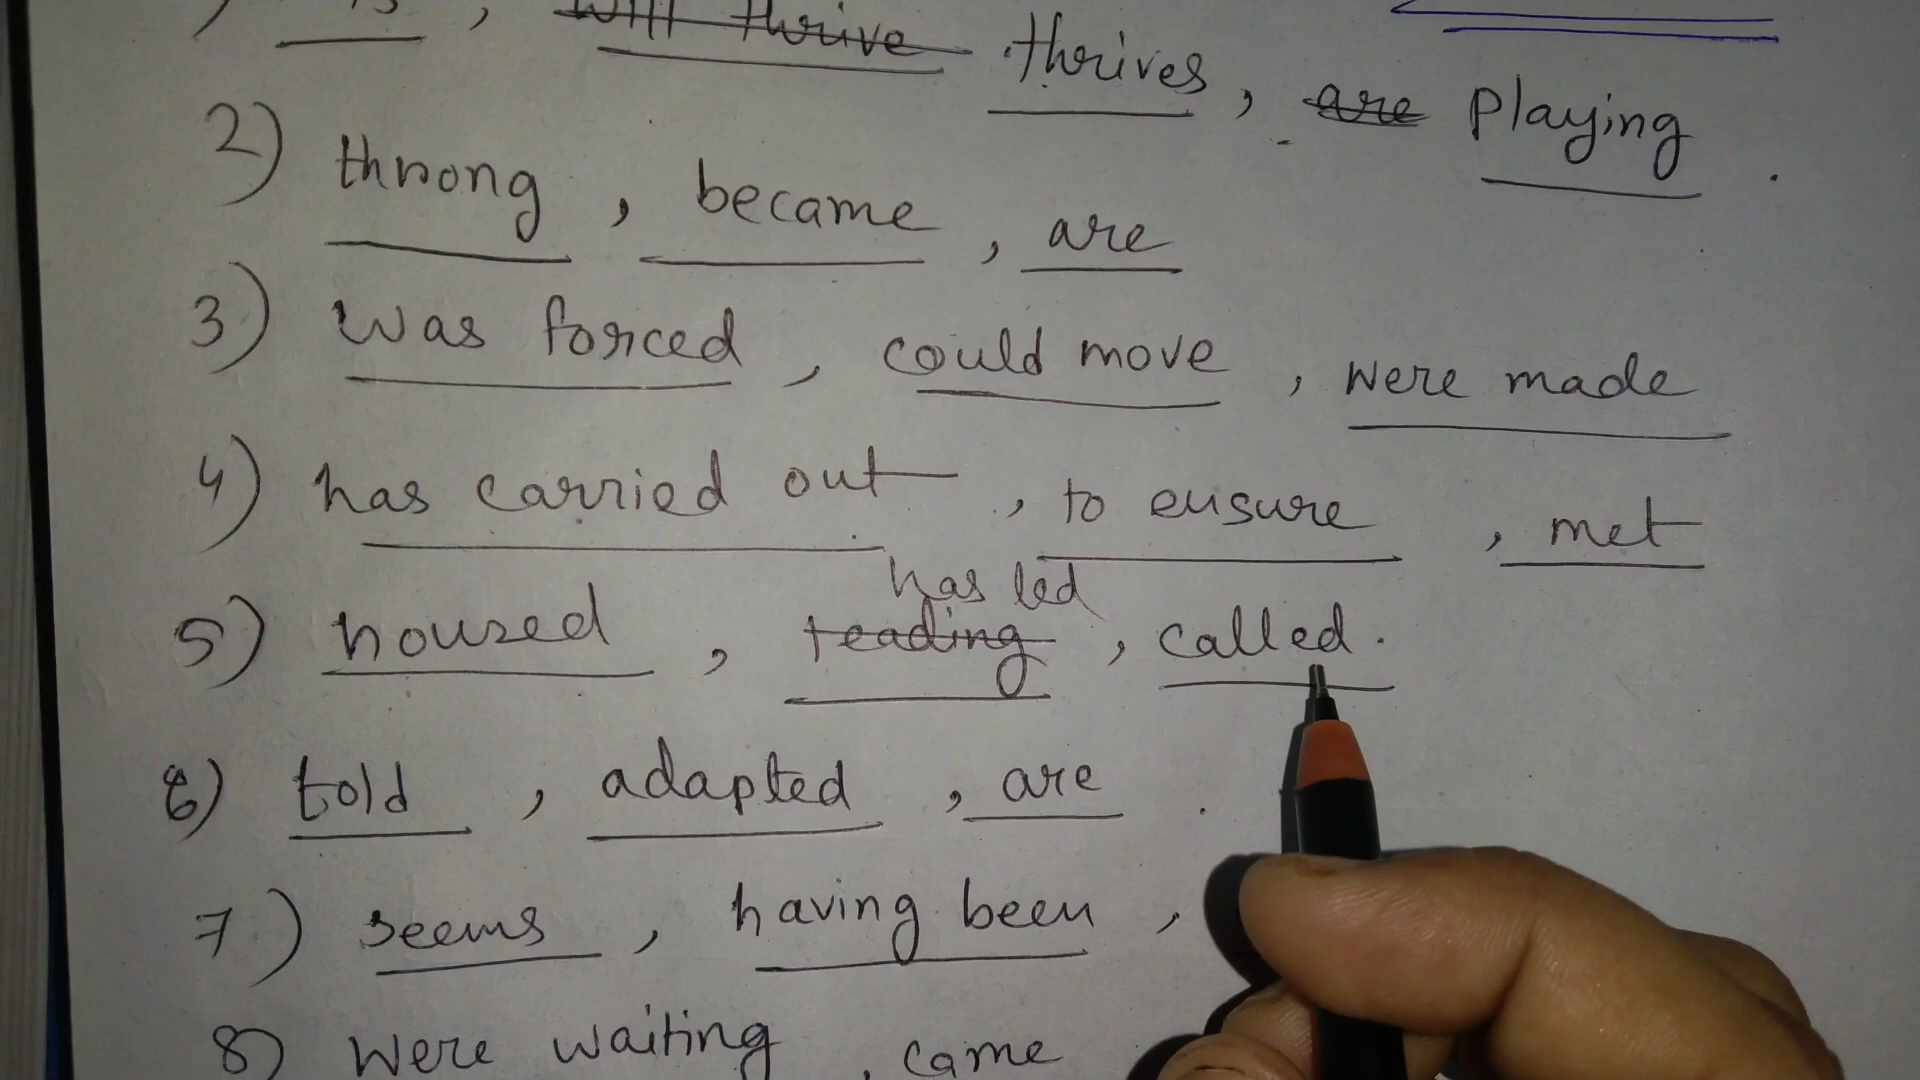 will thrive thrives, are playing.
2) throng, became, are
3) was forced, could move, were made
4) has carried out, to ensure, met
has led
5) housed, leading, called.
6) told, adapted, are.
7) seems, having been,
8) were waiting, came